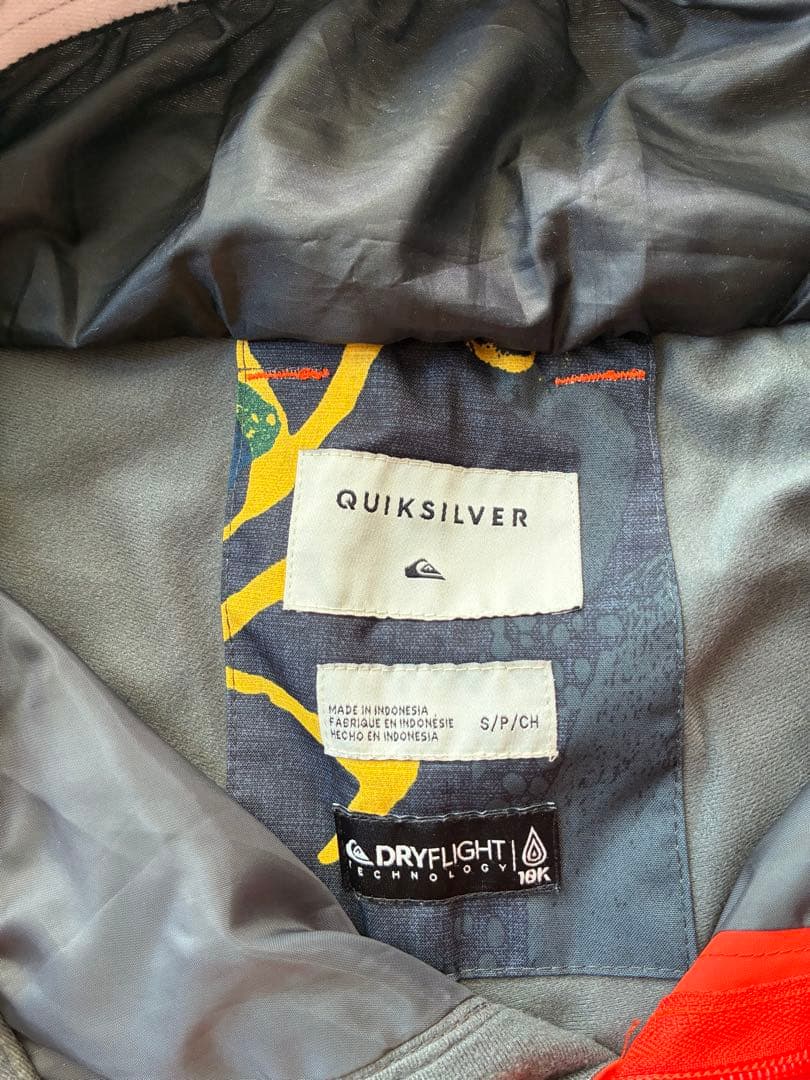 QUIKSILVER
MADE IN INDONESIA
FABRIQUE EN INDONÉSIE
HECHO EN INDONESIA
S/P/CH
DRYFLIGHT
TECHNOLOGY
10K